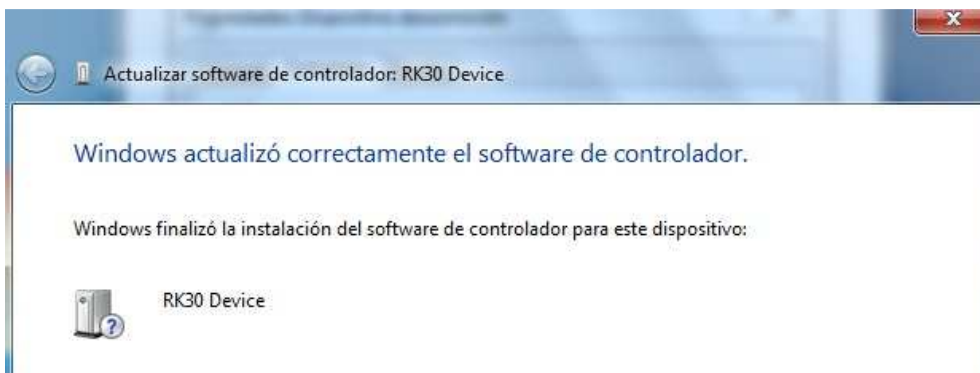 Actualizar software de controlador: RK30 Device
Windows actualizó correctamente el software de controlador.
Windows finalizó la instalación del software de controlador para este dispositivo:
RK30 Device